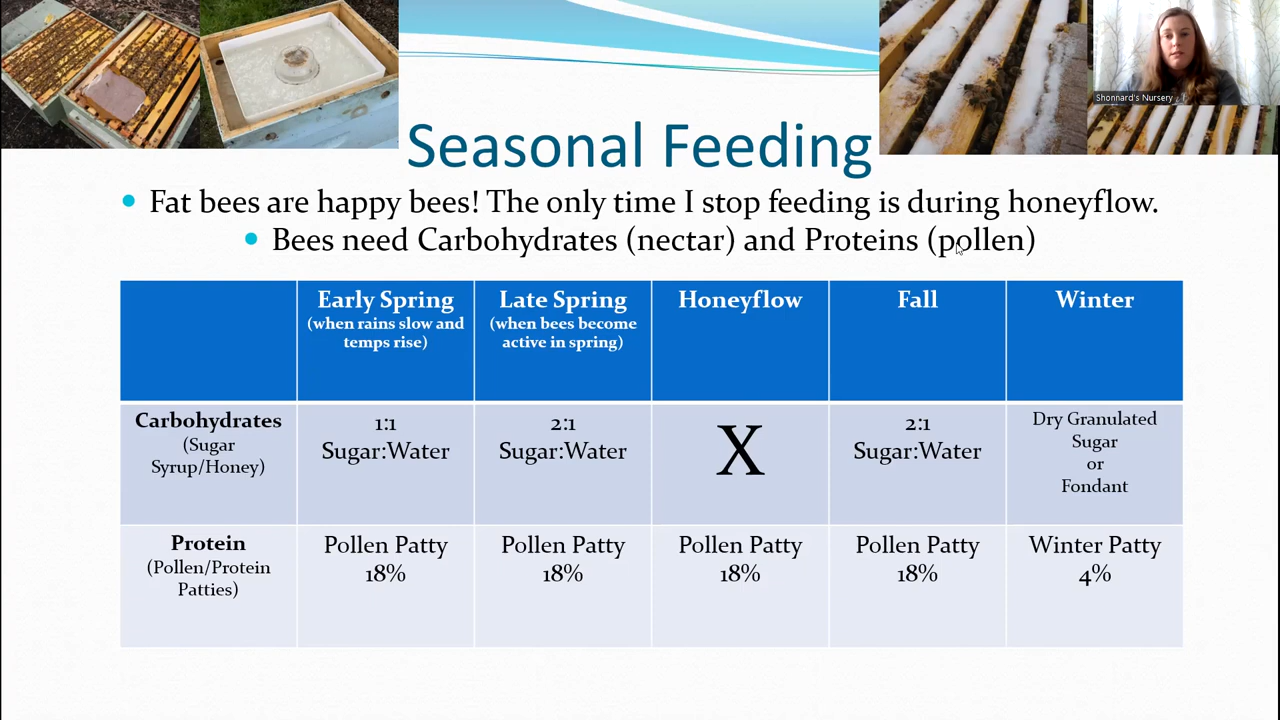 Shonnard's Nursery
Seasonal Feeding
Fat bees are happy bees! The only time I stop feeding is during honeyflow.
Bees need Carbohydrates (nectar) and Proteins (pollen)
Early Spring
(when rains slow and
temps rise)
Late Spring
(when bees become
active in spring)
Honeyflow
Fall
Winter
Carbohydrates
(Sugar
Syrup/Honey)
1:1
Sugar:Water
2:1
Sugar:Water
X
2:1
Sugar:Water
Dry Granulated
Sugar
or
Fondant
Protein
(Pollen/Protein
Patties)
Pollen Patty
18%
Pollen Patty
18%
Pollen Patty
18%
Pollen Patty
18%
Winter Patty
4%